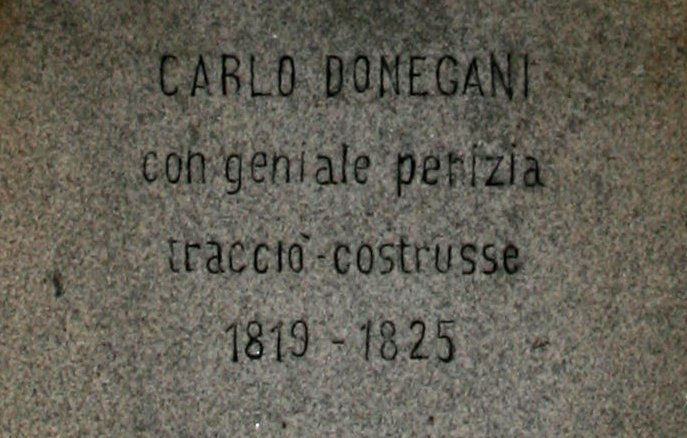 CARLO DONEGANI
con geniale perizia
tracciò - costrusse
1819 - 1825